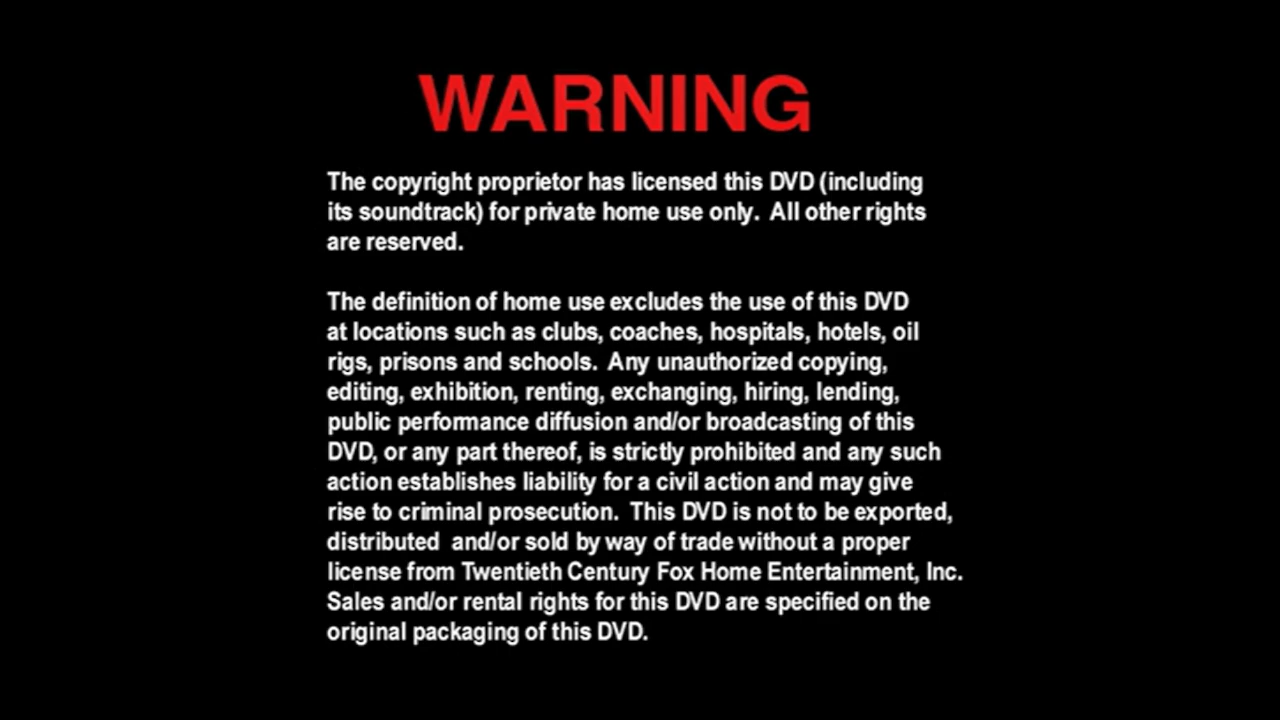 WARNING
The copyright proprietor has licensed this DVD (including
its soundtrack) for private home use only.  All other rights
are reserved.
The definition of home use excludes the use of this DVD
at locations such as clubs, coaches, hospitals, hotels, oil
rigs, prisons and schools.  Any unauthorized copying,
editing, exhibition, renting, exchanging, hiring, lending,
public performance diffusion and/or broadcasting of this
DVD, or any part thereof, is strictly prohibited and any such
action establishes liability for a civil action and may give
rise to criminal prosecution.  This DVD is not to be exported,
distributed  and/or sold by way of trade without a proper
license from Twentieth Century Fox Home Entertainment, Inc.
Sales and/or rental rights for this DVD are specified on the
original packaging of this DVD.